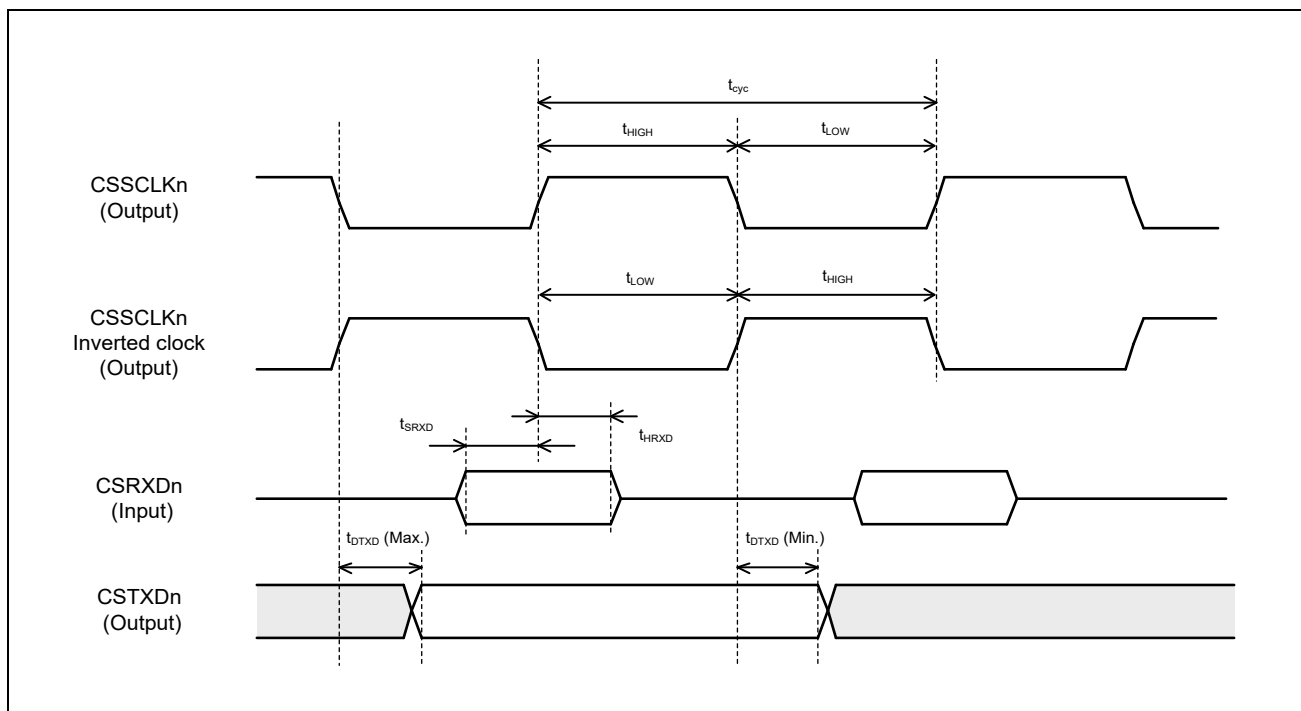 tcyc
tHIGH
tLOW
CSSCLKn
(Output)
tLOW
tHIGH
CSSCLKn
Inverted clock
(Output)
tSRXD
tHRXD
CSRXDn
(Input)
tDTXD (Max.)
tDTXD (Min.)
CSTXDn
(Output)